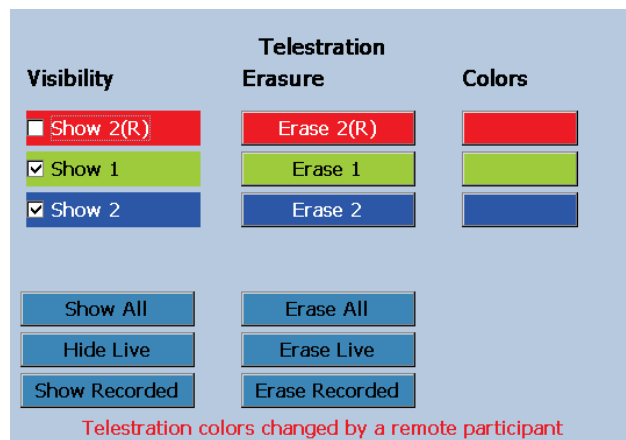 Telestration
Visibility Erasure Colors
Show 2(R) Erase 2(R)
Show 1 Erase 1
Show 2 Erase 2
Show All Erase All
Hide Live Erase Live
Show Recorded Erase Recorded
Telestration colors changed by a remote participant